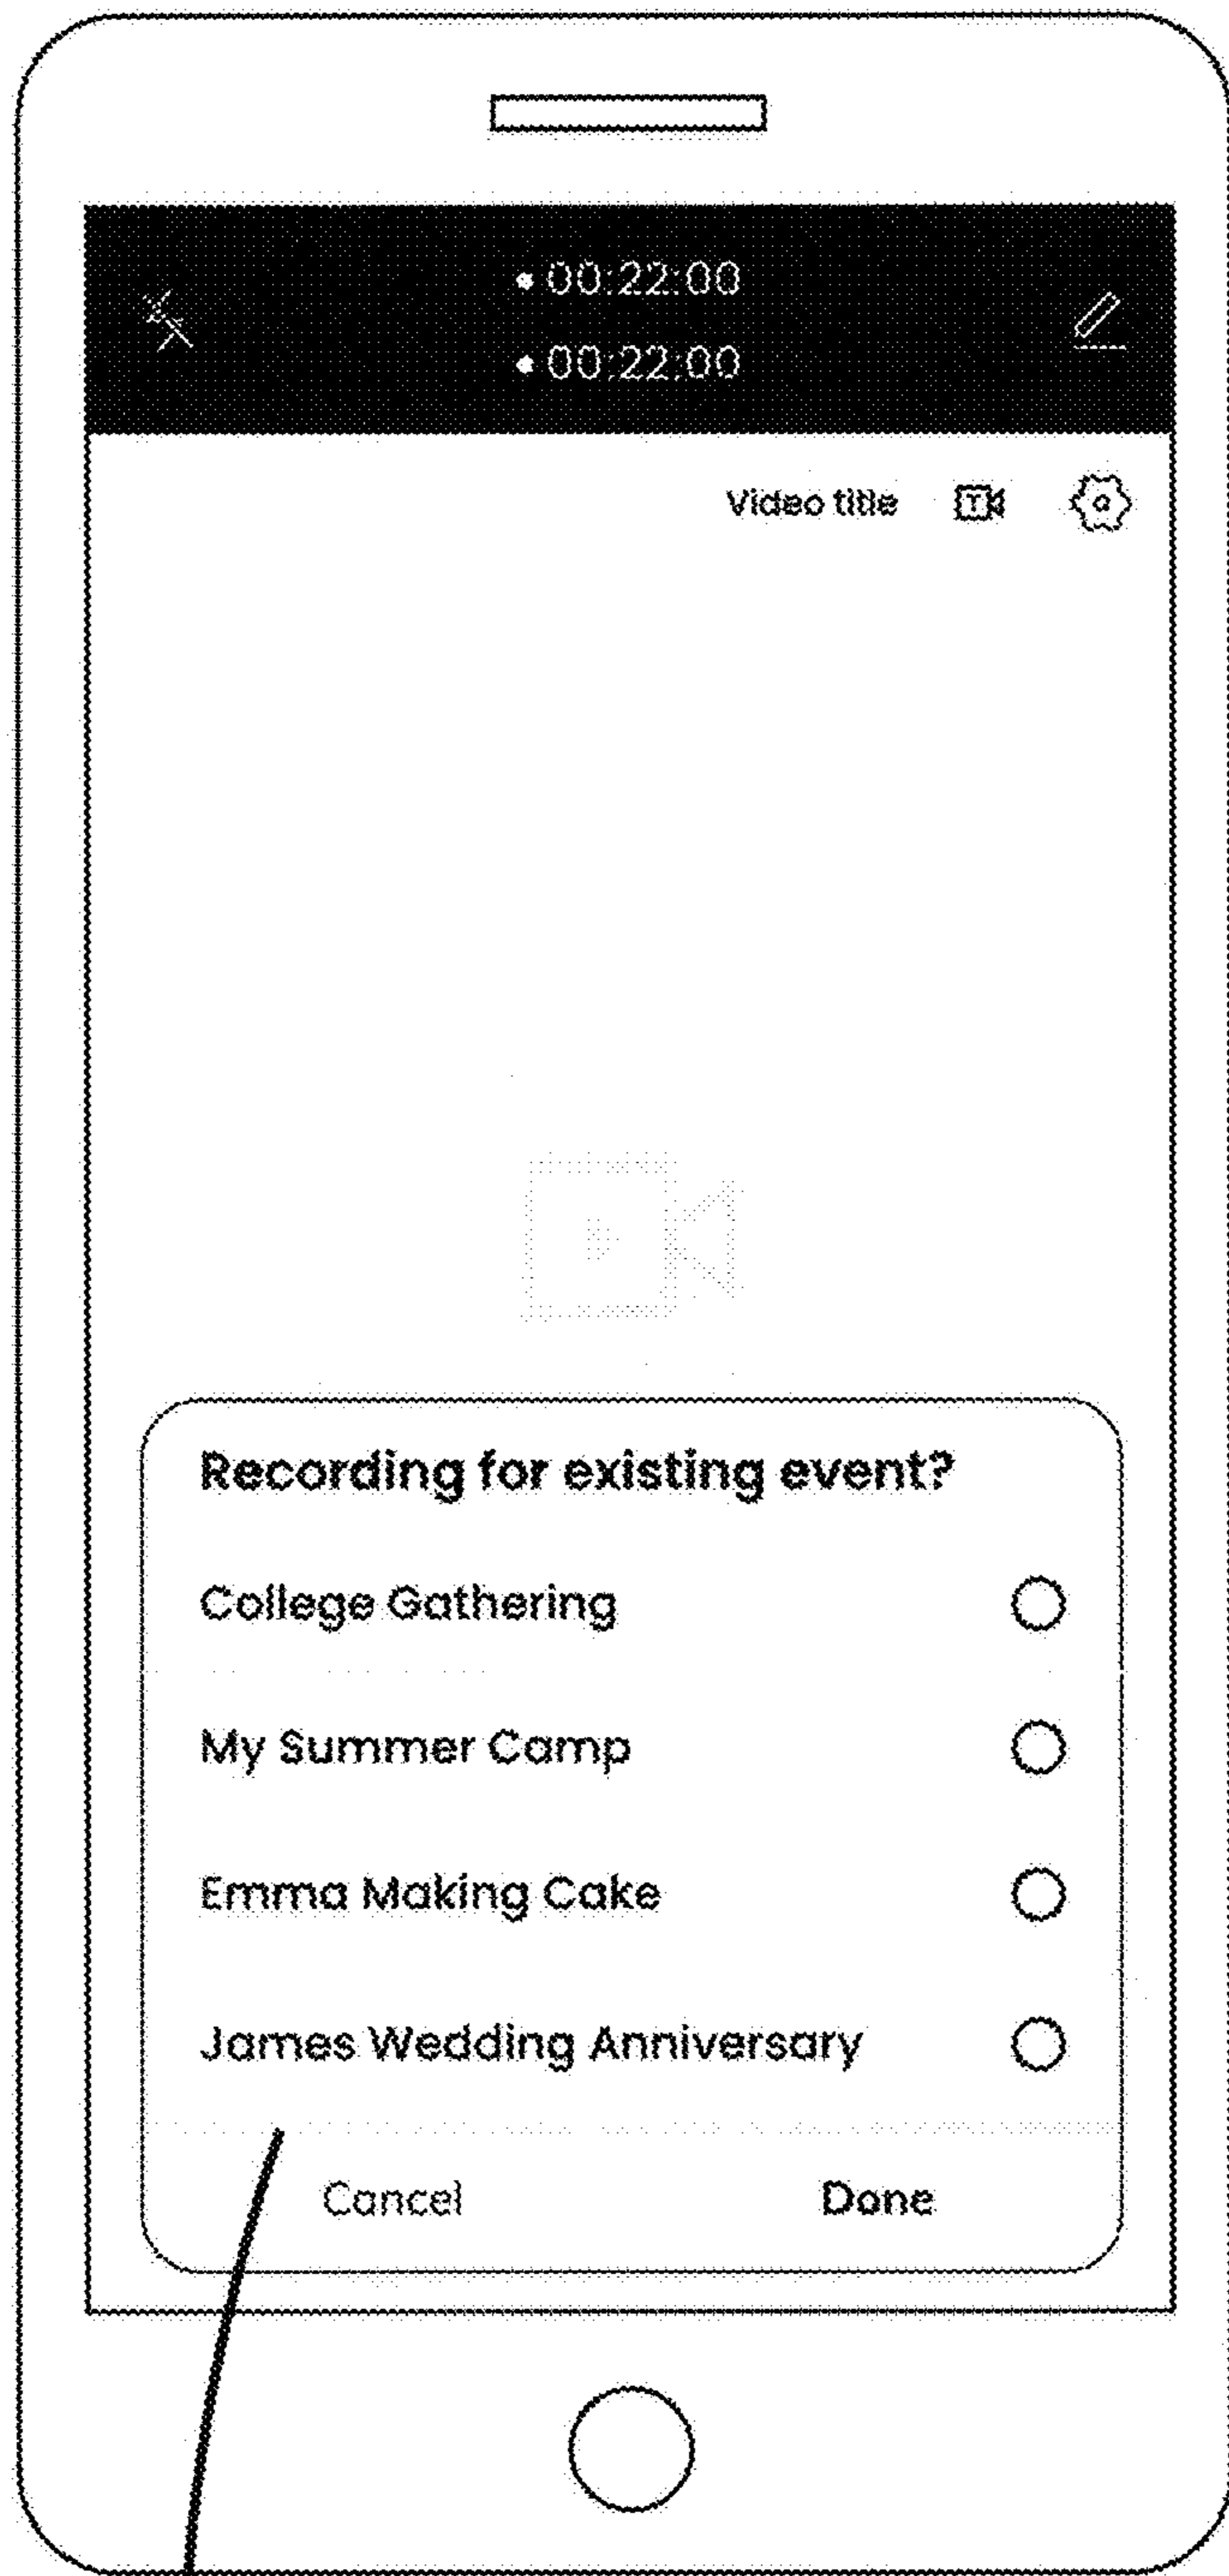 00:22:00
00:22:00
Video title
Recording for existing event?
College Gathering
My Summer Camp
Emma Making Cake
James Wedding Anniversary
Cancel Done